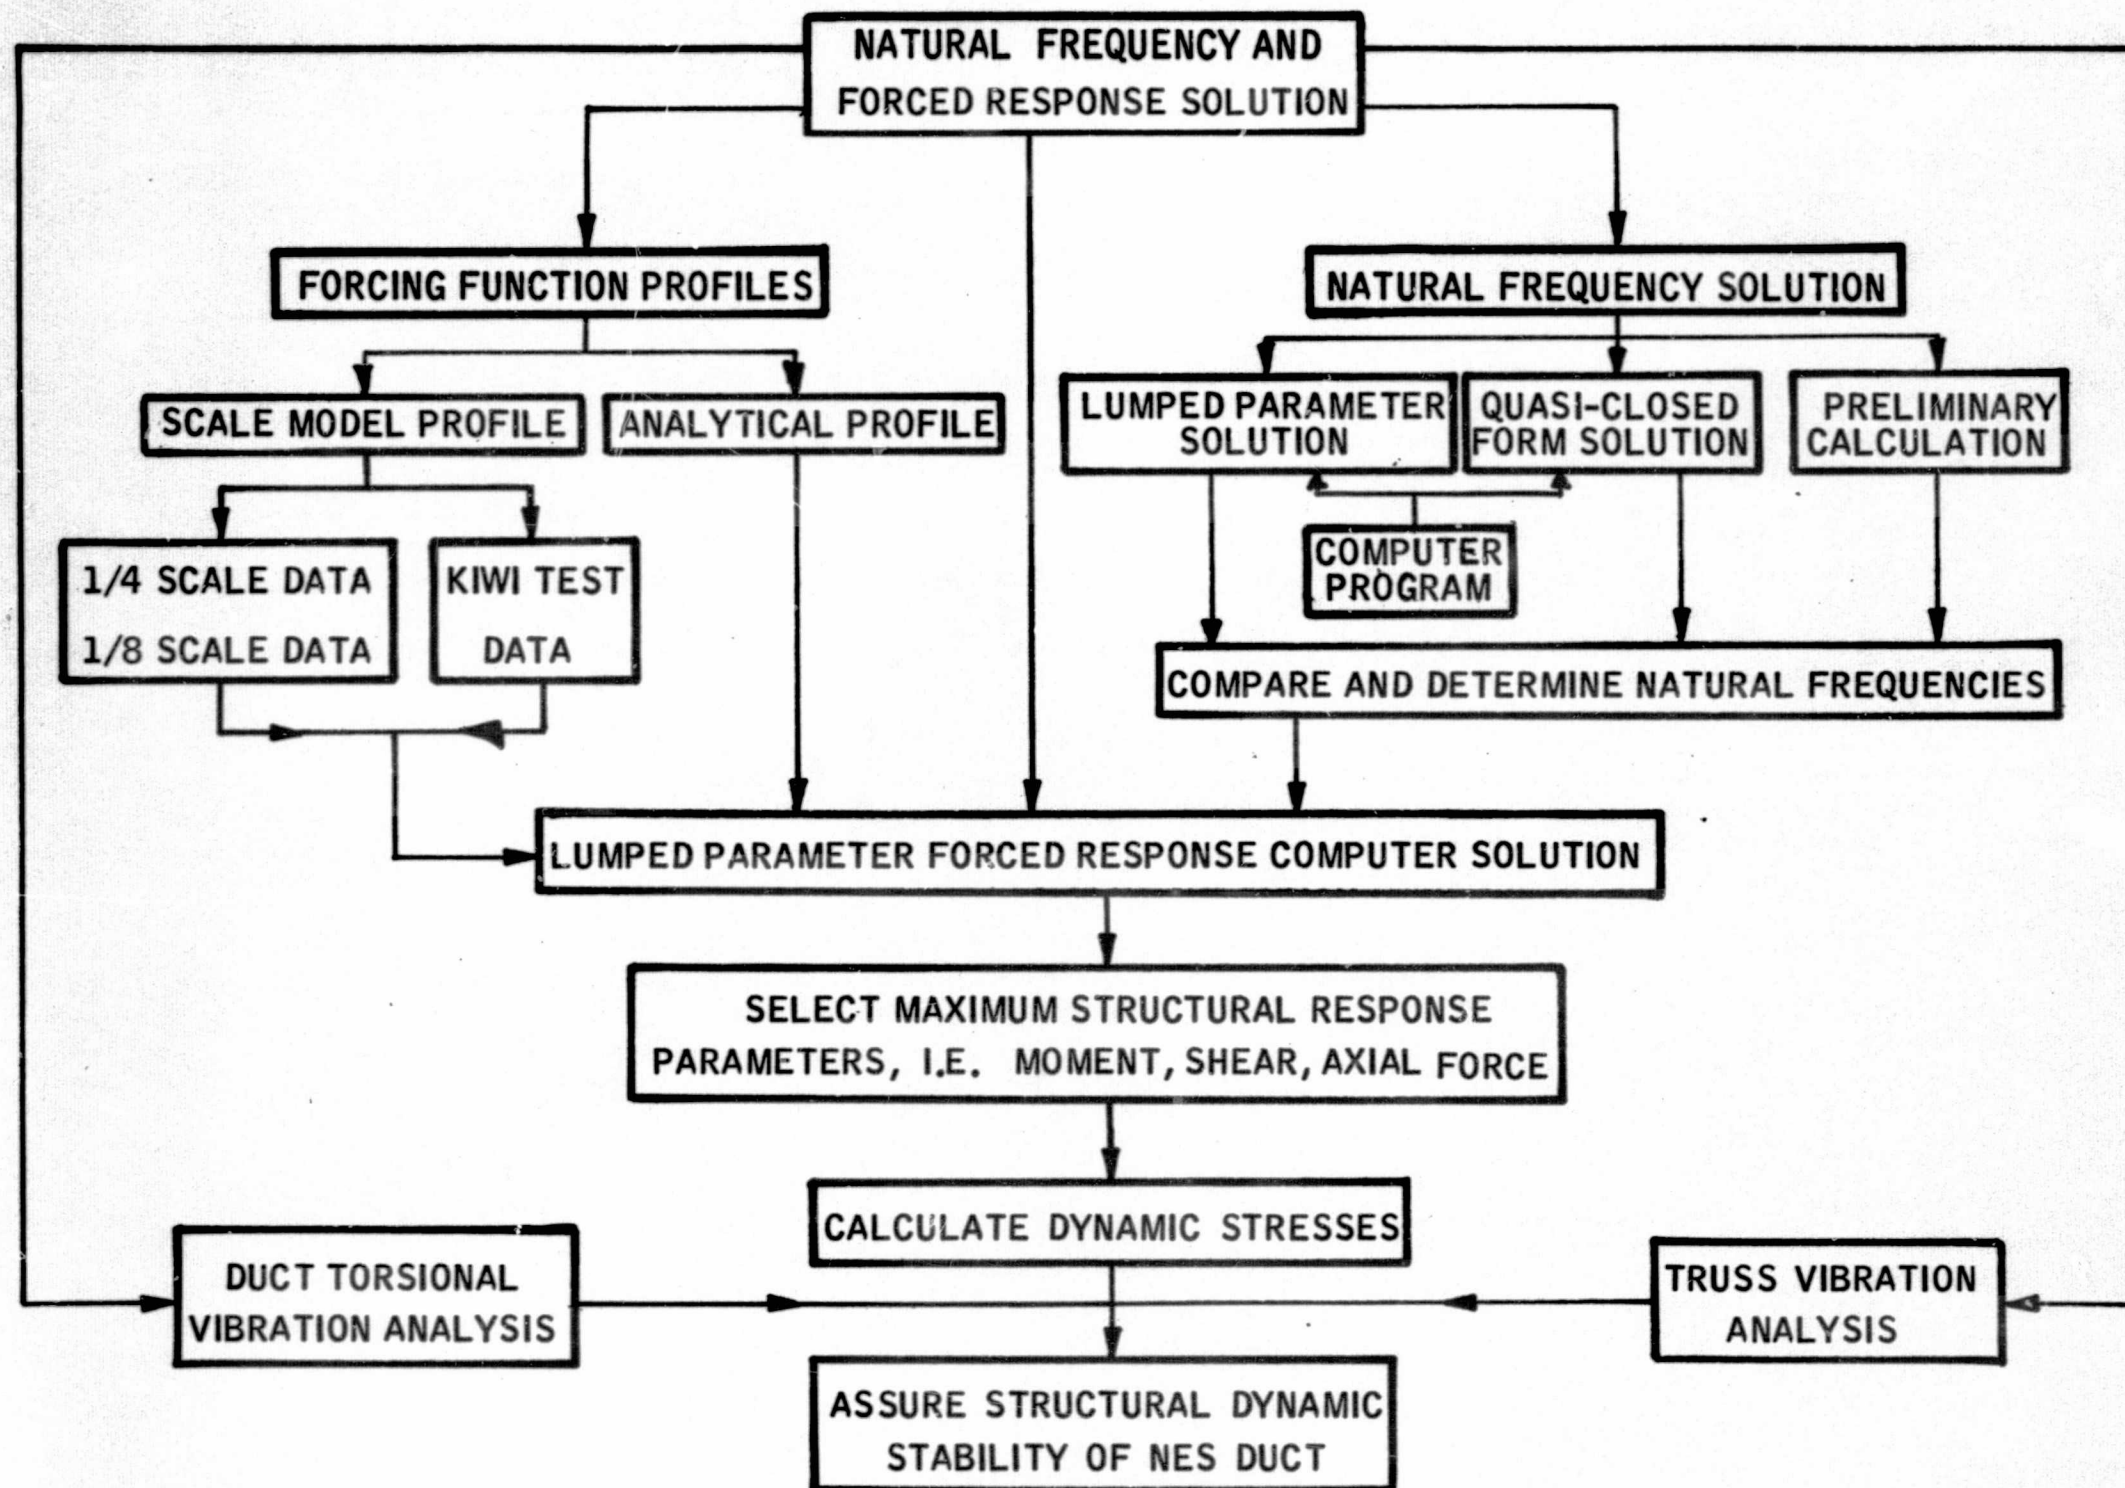 NATURAL FREQUENCY AND
FORCED RESPONSE SOLUTION
FORCING FUNCTION PROFILES
NATURAL FREQUENCY SOLUTION
SCALE MODEL PROFILE
ANALYTICAL PROFILE
LUMPED PARAMETER
SOLUTION
QUASI-CLOSED
FORM SOLUTION
PRELIMINARY
CALCULATION
1/4 SCALE DATA
1/8 SCALE DATA
KIWI TEST
DATA
COMPUTER
PROGRAM
COMPARE AND DETERMINE NATURAL FREQUENCIES
LUMPED PARAMETER FORCED RESPONSE COMPUTER SOLUTION
SELECT MAXIMUM STRUCTURAL RESPONSE
PARAMETERS, I.E. MOMENT, SHEAR, AXIAL FORCE
CALCULATE DYNAMIC STRESSES
DUCT TORSIONAL
VIBRATION ANALYSIS
TRUSS VIBRATION
ANALYSIS
ASSURE STRUCTURAL DYNAMIC
STABILITY OF NES DUCT